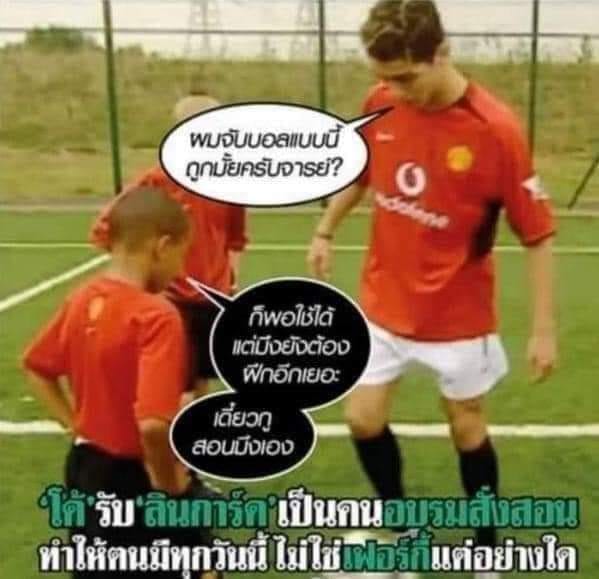 ผมจับบอลแบบนี้
ถูกมั้ยครับจารย์?
vodafone
ก็พอใช้ได้
แต่มึงยังต้อง
ฝึกอีกเยอะ
เดี๋ยวกู
สอนมึงเอง
'โด้'รับ'ลินการ์ด'เป็นคนอบรมสั่งสอน
ทำให้ตนมีทุกวันนี้ ไม่ใช่เฟอร์กี้แต่อย่างใด